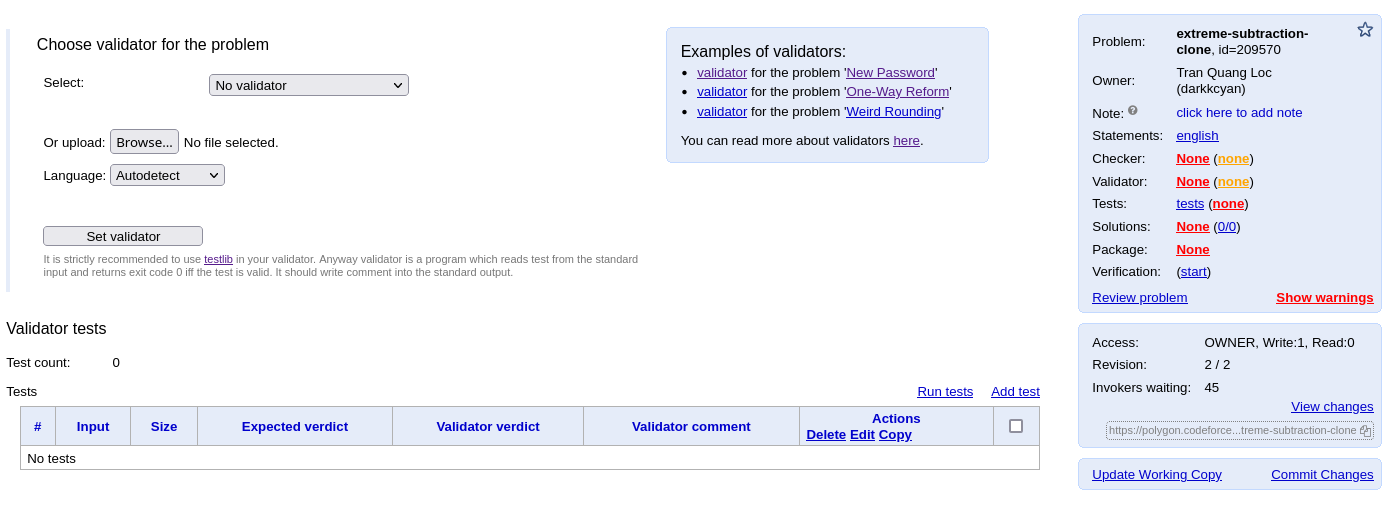 Choose validator for the problem
Select:
No validator
Or upload: Browse... No file selected.
Language: Autodetect
Set validator
It is strictly recommended to use testlib in your validator. Anyway validator is a program which reads test from the standard
input and returns exit code 0 iff the test is valid. It should write comment into the standard output.
Examples of validators:
validator for the problem 'New Password'
validator for the problem 'One-Way Reform'
validator for the problem 'Weird Rounding'
You can read more about validators here.
Validator tests
Test count: 0
Tests
Run tests Add test
# Input Size Expected verdict Validator verdict Validator comment Actions
Delete Edit Copy
No tests
Problem: extreme-subtraction-
clone, id=209570
Owner: Tran Quang Loc
(darkkcyan)
Note: ? click here to add note
Statements: english
Checker: None (none)
Validator: None (none)
Tests: tests (none)
Solutions: None (0/0)
Package: None
Verification: (start)
Review problem Show warnings
Access: OWNER, Write:1, Read:0
Revision: 2 / 2
Invokers waiting: 45
View changes
https://polygon.codeforce...treme-subtraction-clone
Update Working Copy Commit Changes